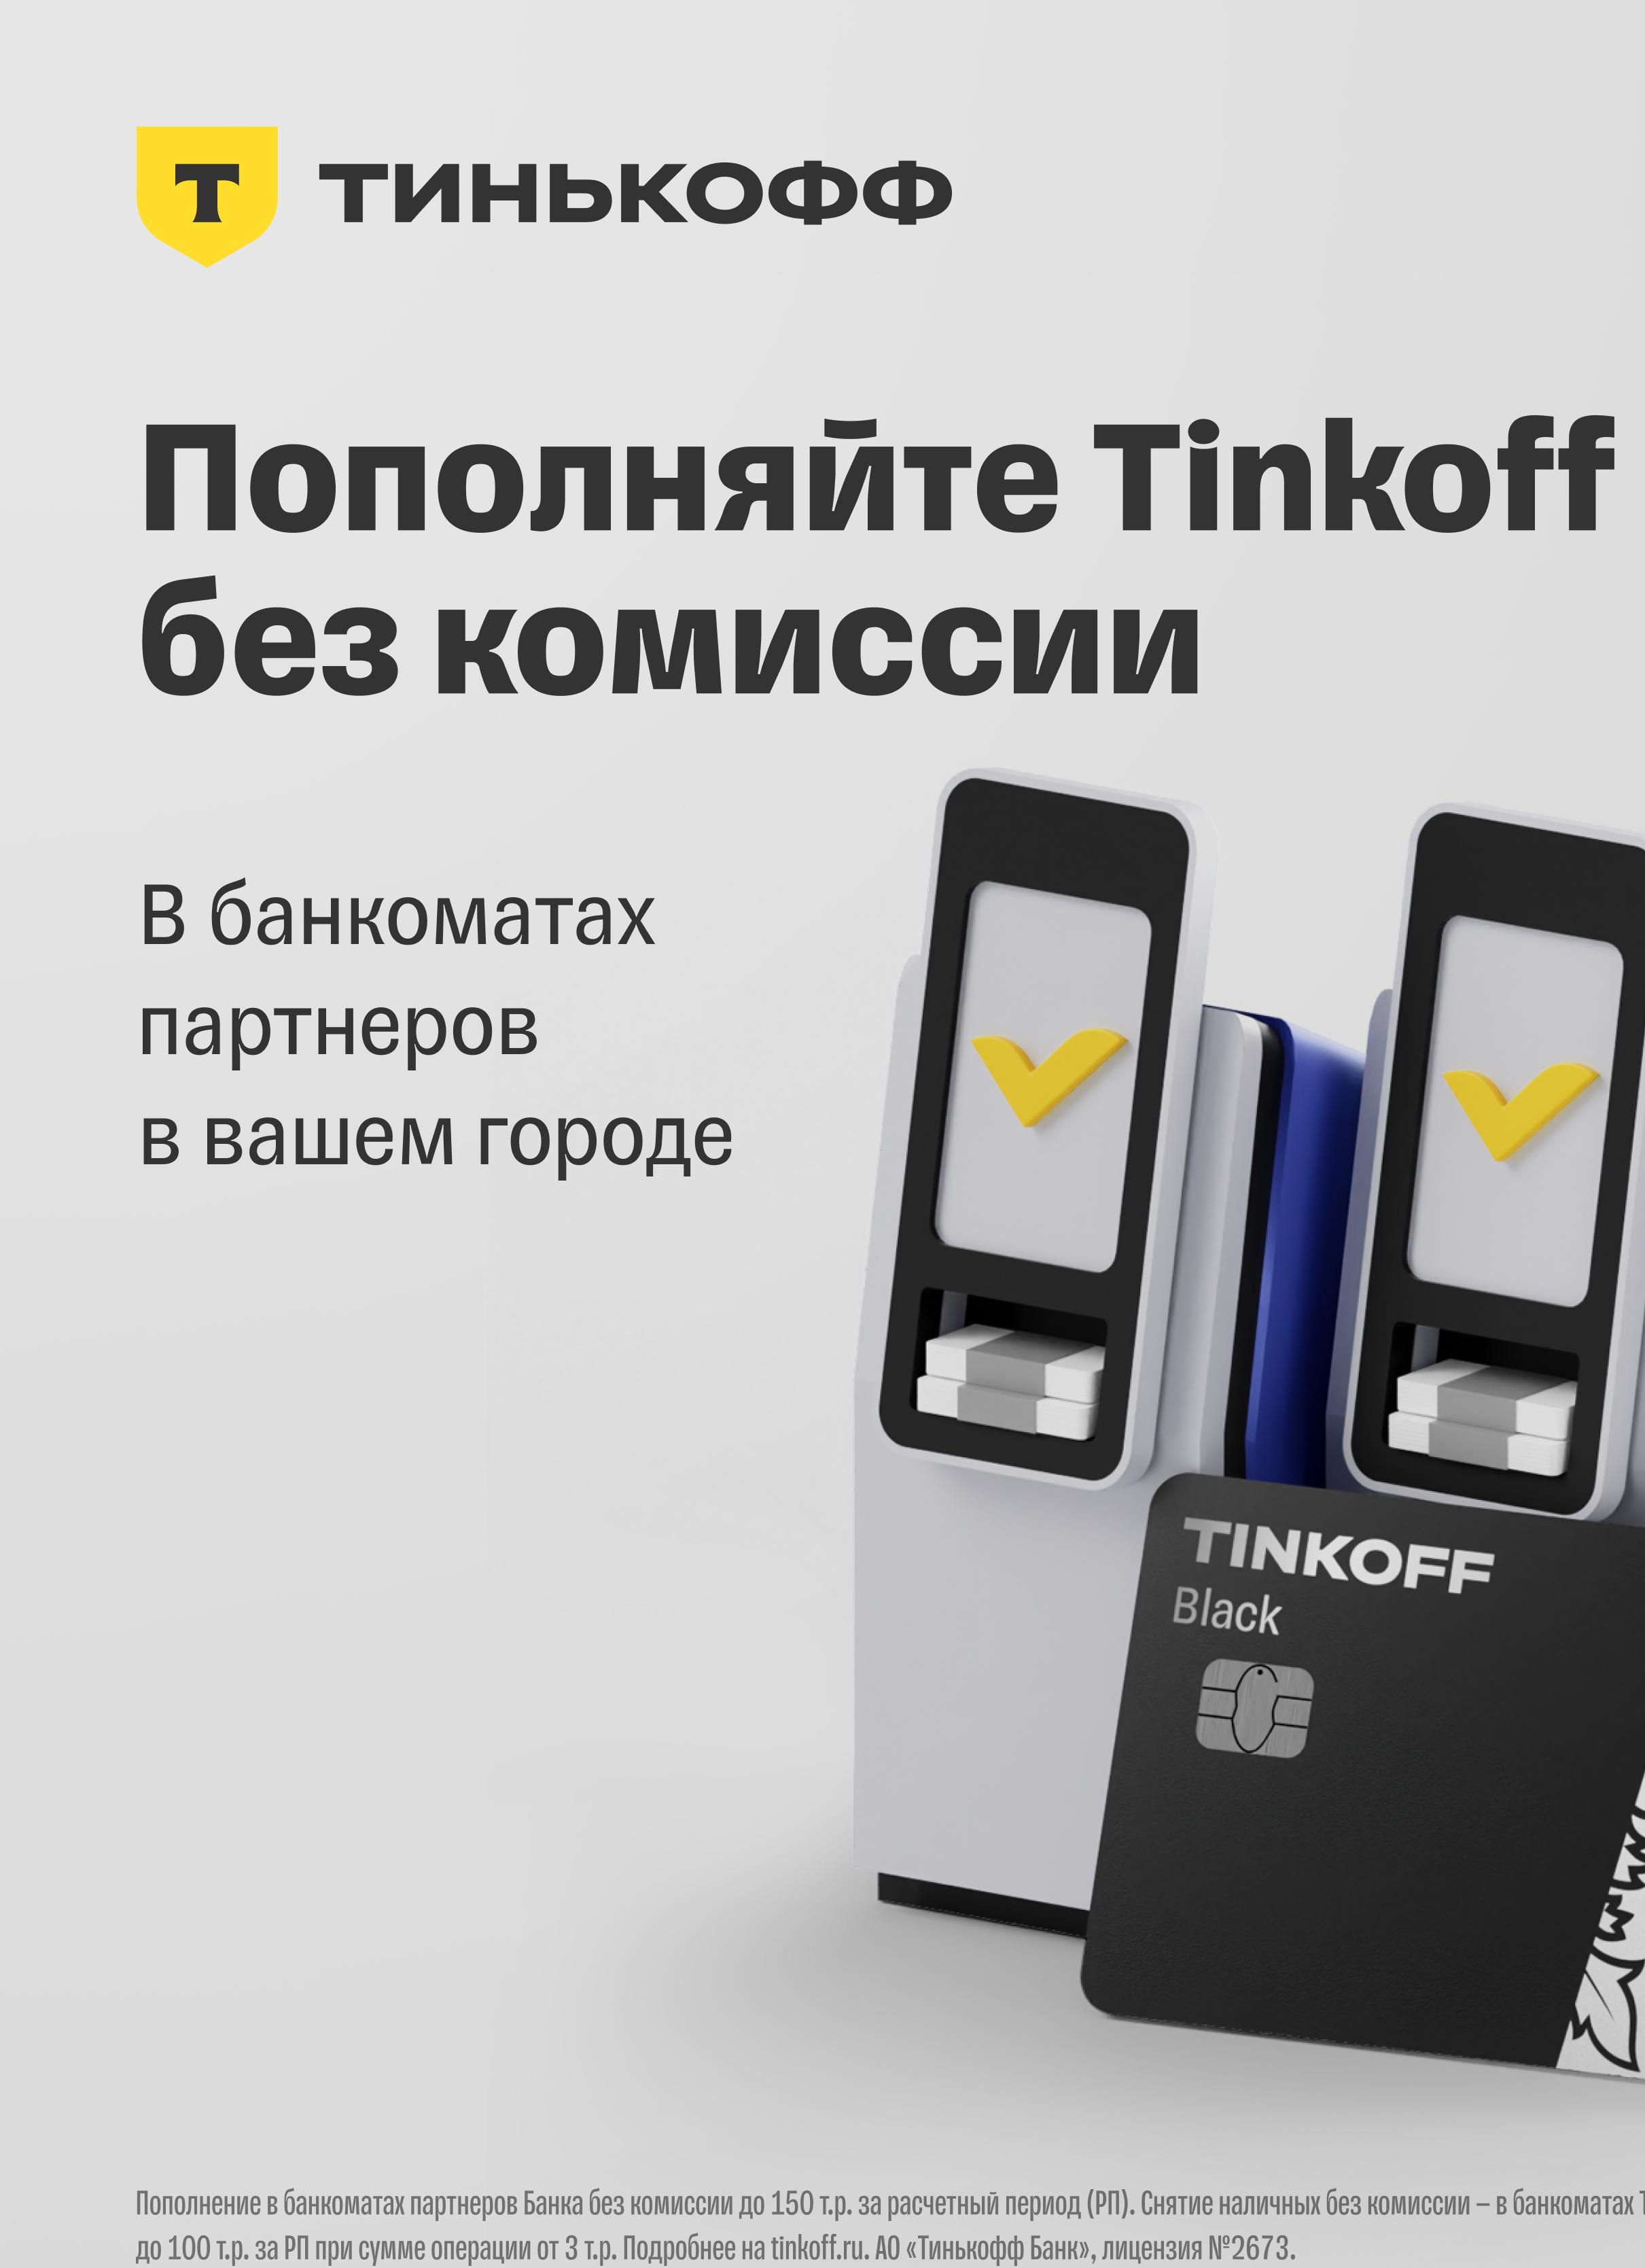 Т ТИНЬКОФФ
Пополняйте Tinkoff
без комиссии
В банкоматах
партнеров
в вашем городе
TINKOFF
Black
Пополнение в банкоматах партнеров Банка без комиссии до 150 т.р. за расчетный период (РП). Снятие наличных без комиссии – в банкоматах
до 100 т.р. за РП при сумме операции от 3 т.р. Подробнее на tinkoff.ru. АО «Тинькофф Банк», лицензия №2673.